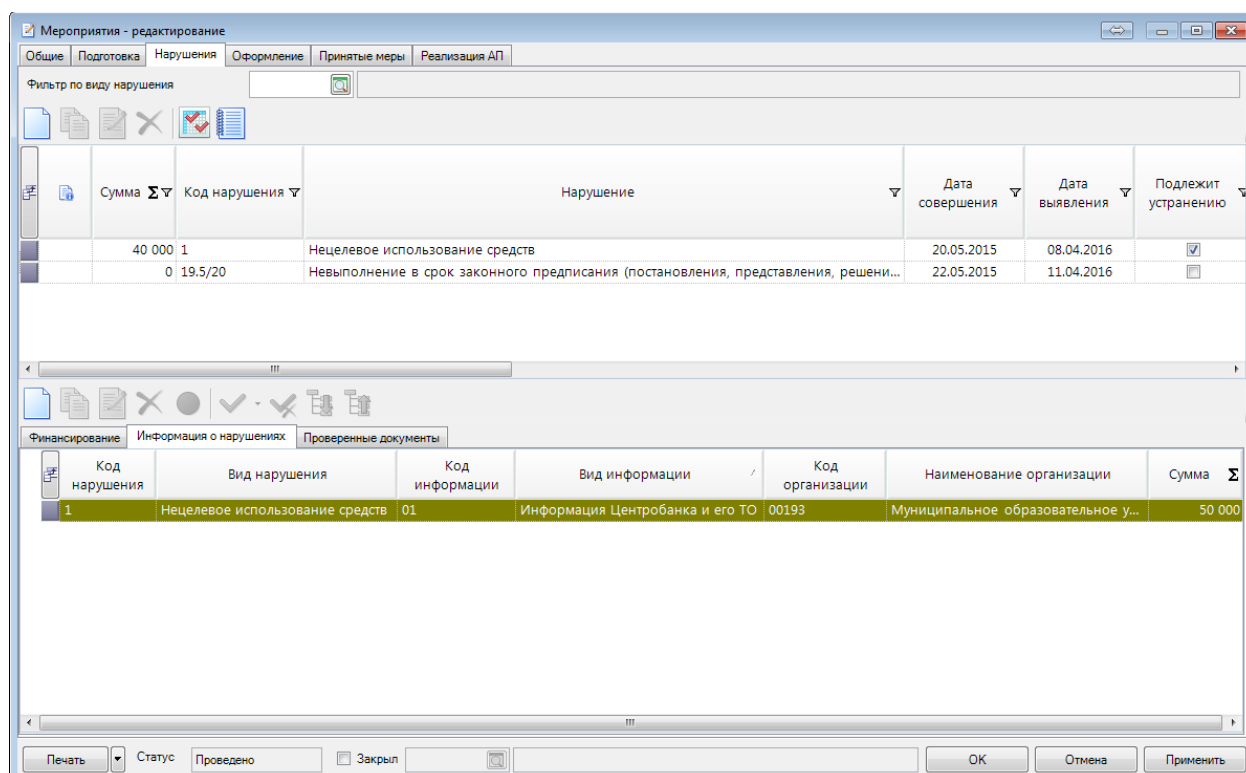 Мероприятия - редактирование
Общие Подготовка Нарушения Оформление Принятые меры Реализация АП
Фильтр по виду нарушения
Сумма Σ Код нарушения Нарушение Дата совершения Дата выявления Подлежит устранению
40 000 1 Нецелевое использование средств 20.05.2015 08.04.2016
0 19.5/20 Невыполнение в срок законного предписания (постановления, представления, решени... 22.05.2015 11.04.2016
Финансирование Информация о нарушениях Проверенные документы
Код нарушения Вид нарушения Код информации Вид информации Код организации Наименование организации Сумма Σ
1 Нецелевое использование средств 01 Информация Центробанка и его ТО 00193 Муниципальное образовательное у... 50 000
Печать Статус Проведено Закрыл ОК Отмена Применить